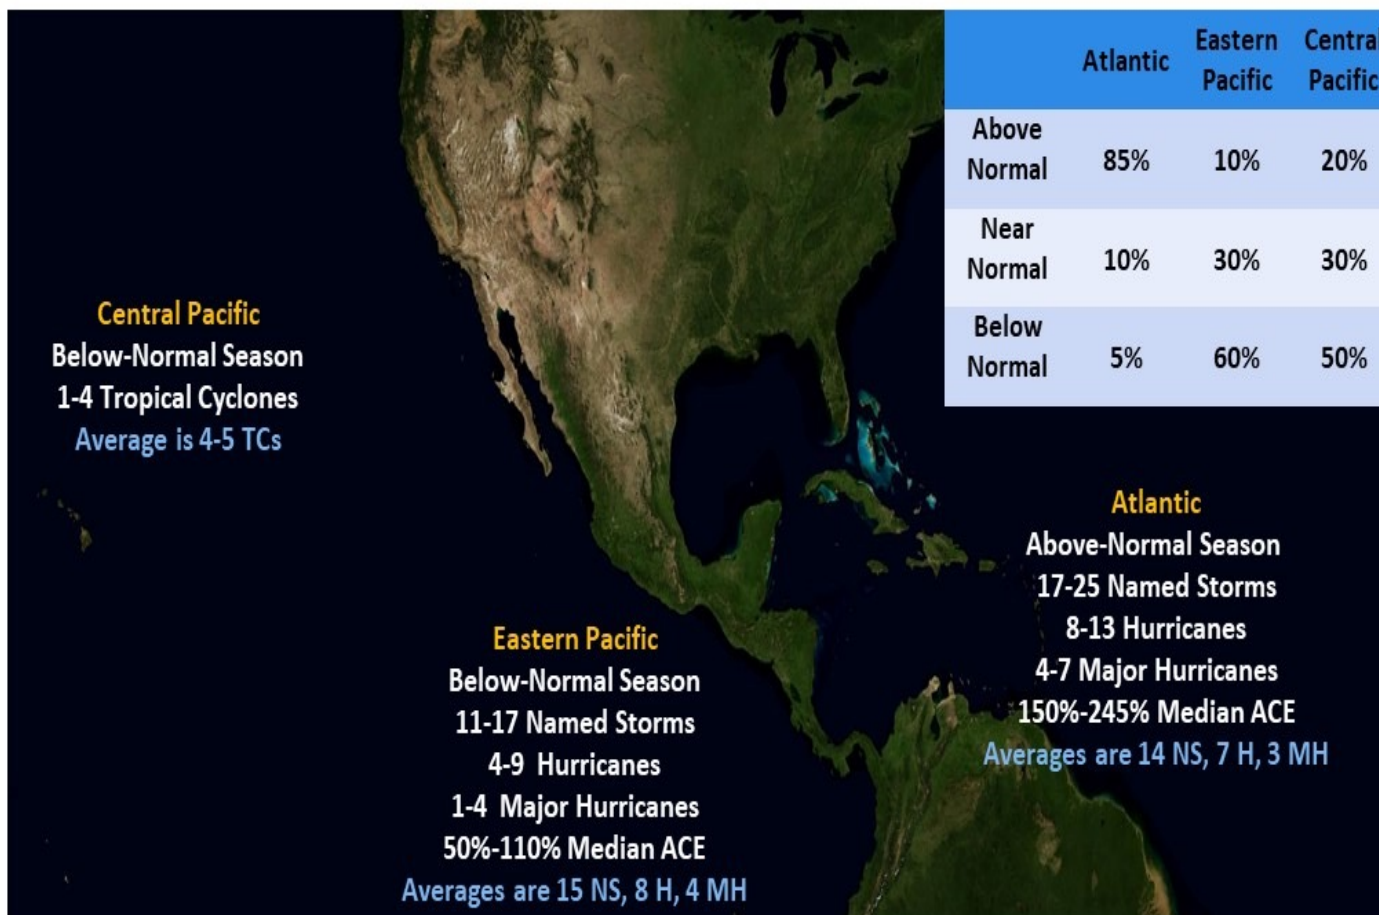 Atlantic Eastern Pacific Central Pacific
Above Normal 85% 10% 20%
Near Normal 10% 30% 30%
Below Normal 5% 60% 50%
Central Pacific
Below-Normal Season
1-4 Tropical Cyclones
Average is 4-5 TCs
Eastern Pacific
Below-Normal Season
11-17 Named Storms
4-9 Hurricanes
1-4 Major Hurricanes
50%-110% Median ACE
Averages are 15 NS, 8 H, 4 MH
Atlantic
Above-Normal Season
17-25 Named Storms
8-13 Hurricanes
4-7 Major Hurricanes
150%-245% Median ACE
Averages are 14 NS, 7 H, 3 MH